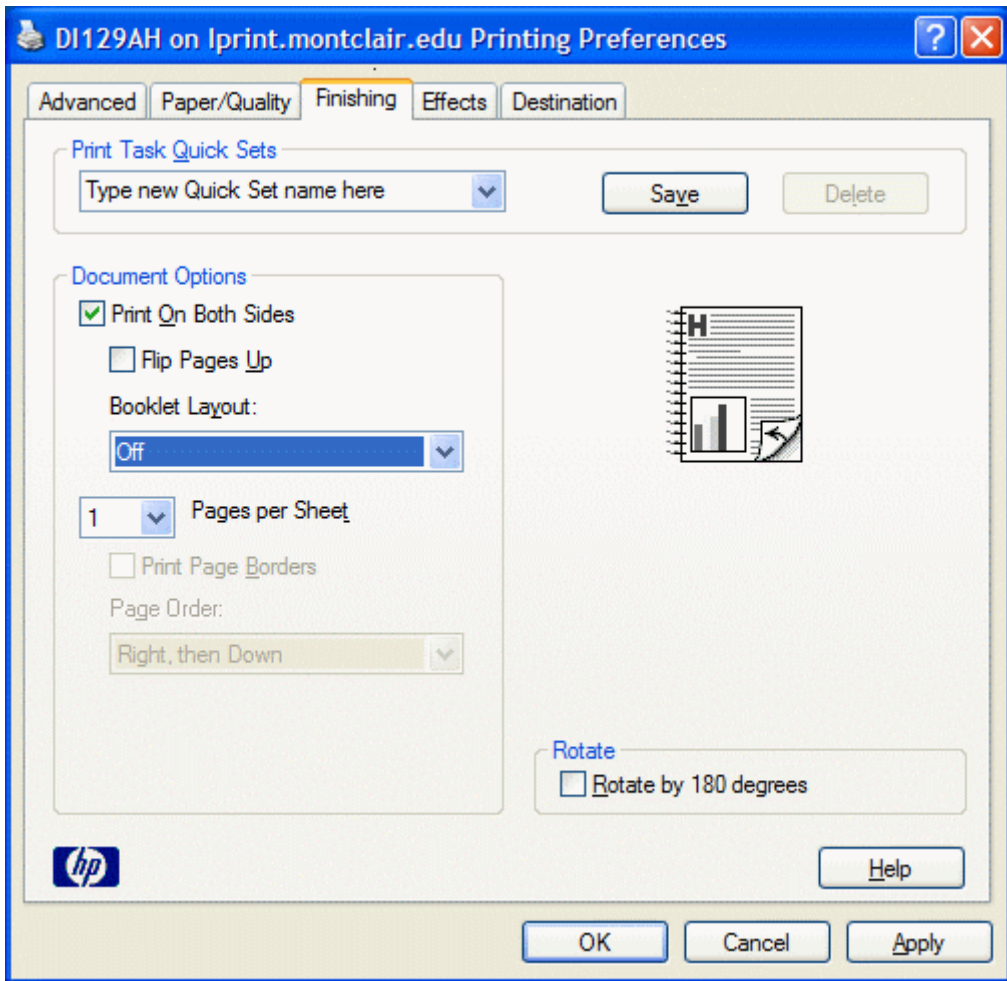 DI129AH on Iprint.montclair.edu Printing Preferences
?
Advanced Paper/Quality Finishing Effects Destination
Print Task Quick Sets
Type new Quick Set name here Save Delete
Document Options
Print On Both Sides
Flip Pages Up
Booklet Layout:
Off
1 Pages per Sheet
Print Page Borders
Page Order:
Right, then Down
H
Rotate
Rotate by 180 degrees
hp
Help
OK Cancel Apply